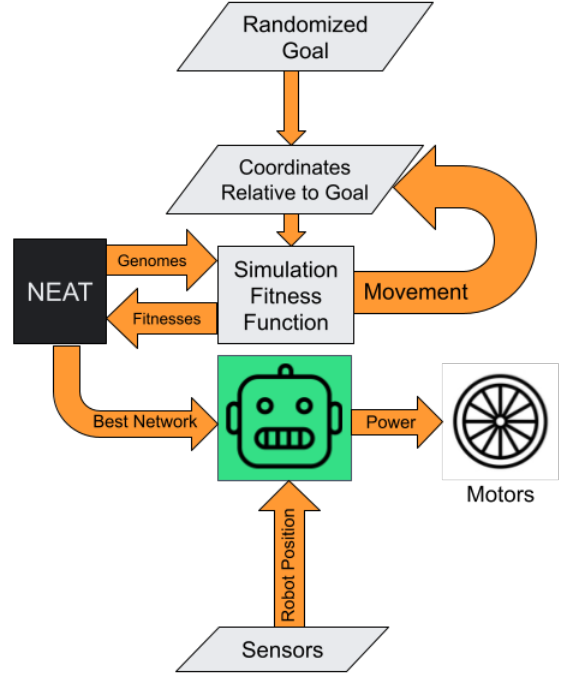 Randomized
Goal
Coordinates
Relative to Goal
Genomes
NEAT
Simulation
Fitness
Function
Movement
Fitnesses
Best Network
Power
Motors
Robot Position
Sensors